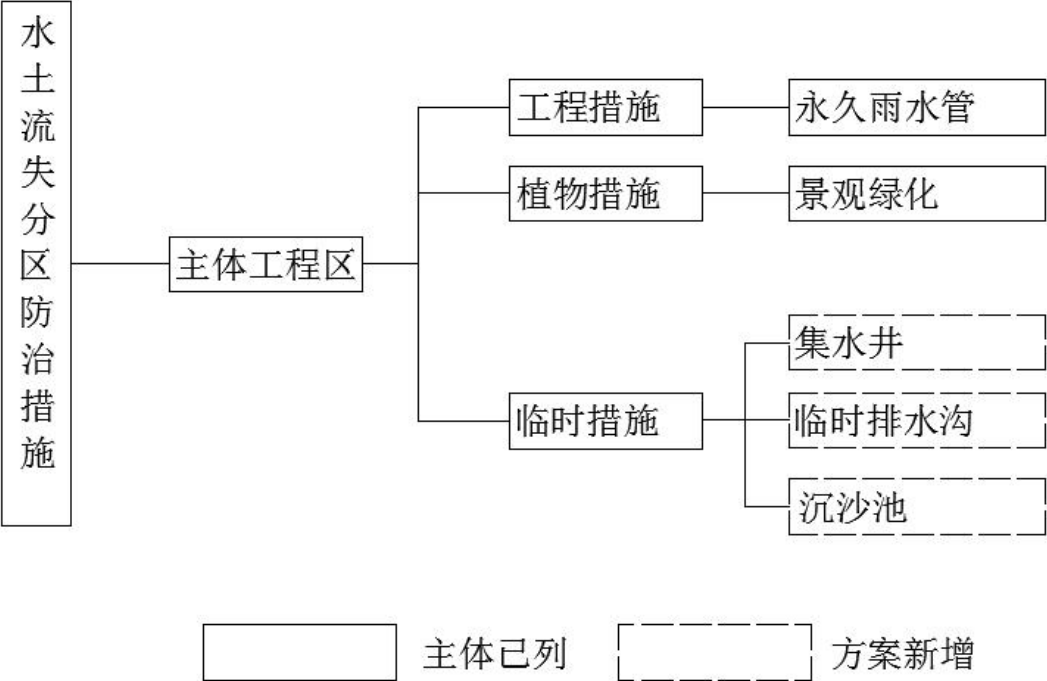 水土流失分区防治措施
主体工程区
工程措施
永久雨水管
植物措施
景观绿化
临时措施
集水井
临时排水沟
沉沙池
主体已列
方案新增